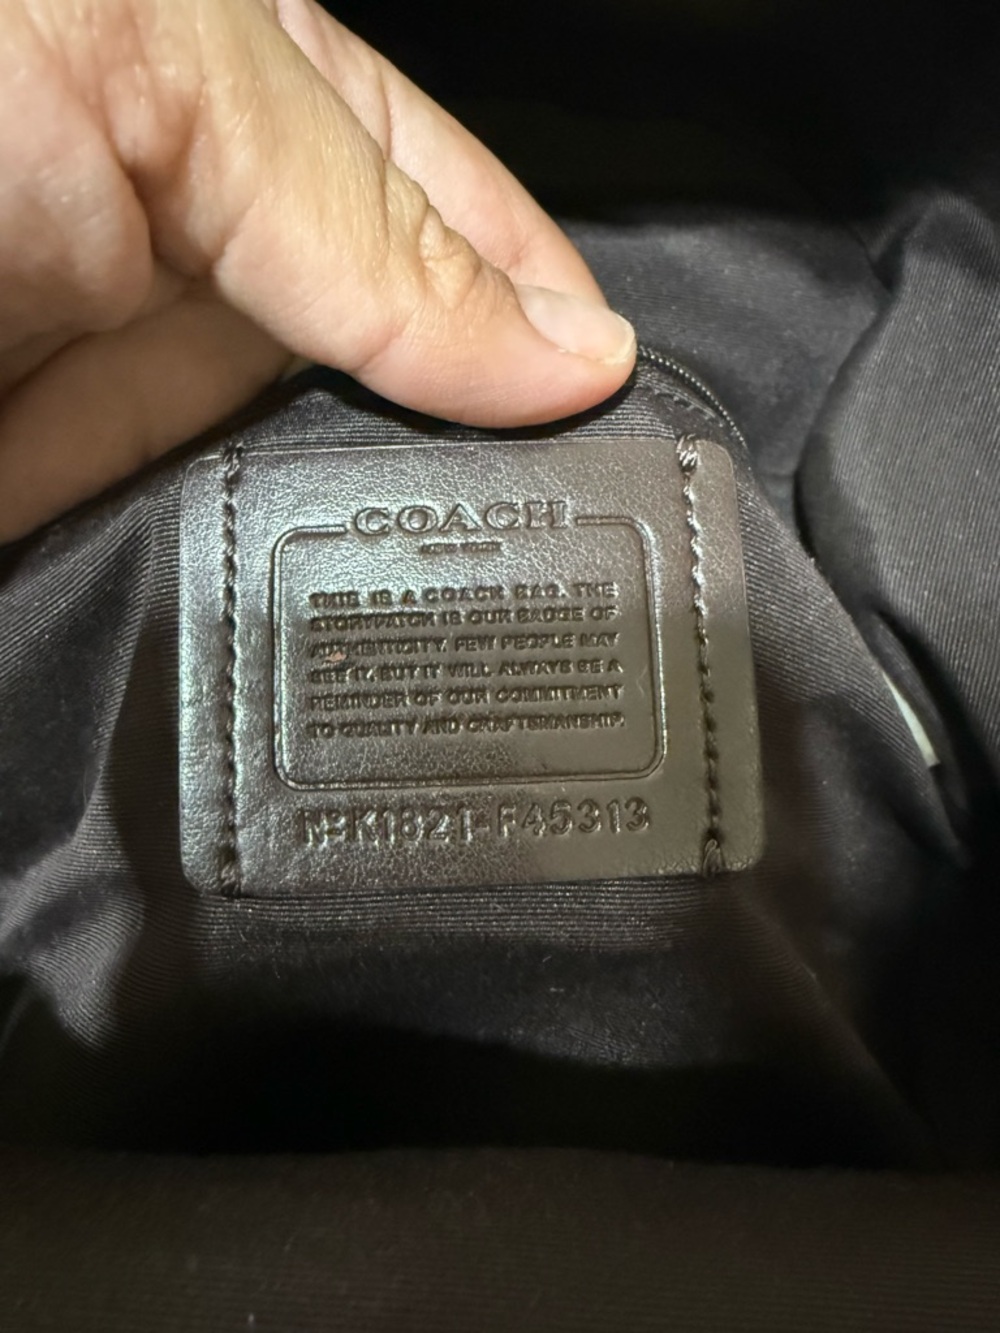 COACH
NEW YORK
THIS IS A COACH BAG. THE
STORYPATCH IS OUR BADGE OF
AUTHENTICITY. FEW PEOPLE MAY
SEE IT, BUT IT WILL ALWAYS BE A
REMINDER OF OUR COMMITMENT
TO QUALITY AND CRAFTSMANSHIP.
Nº K1821-F45313